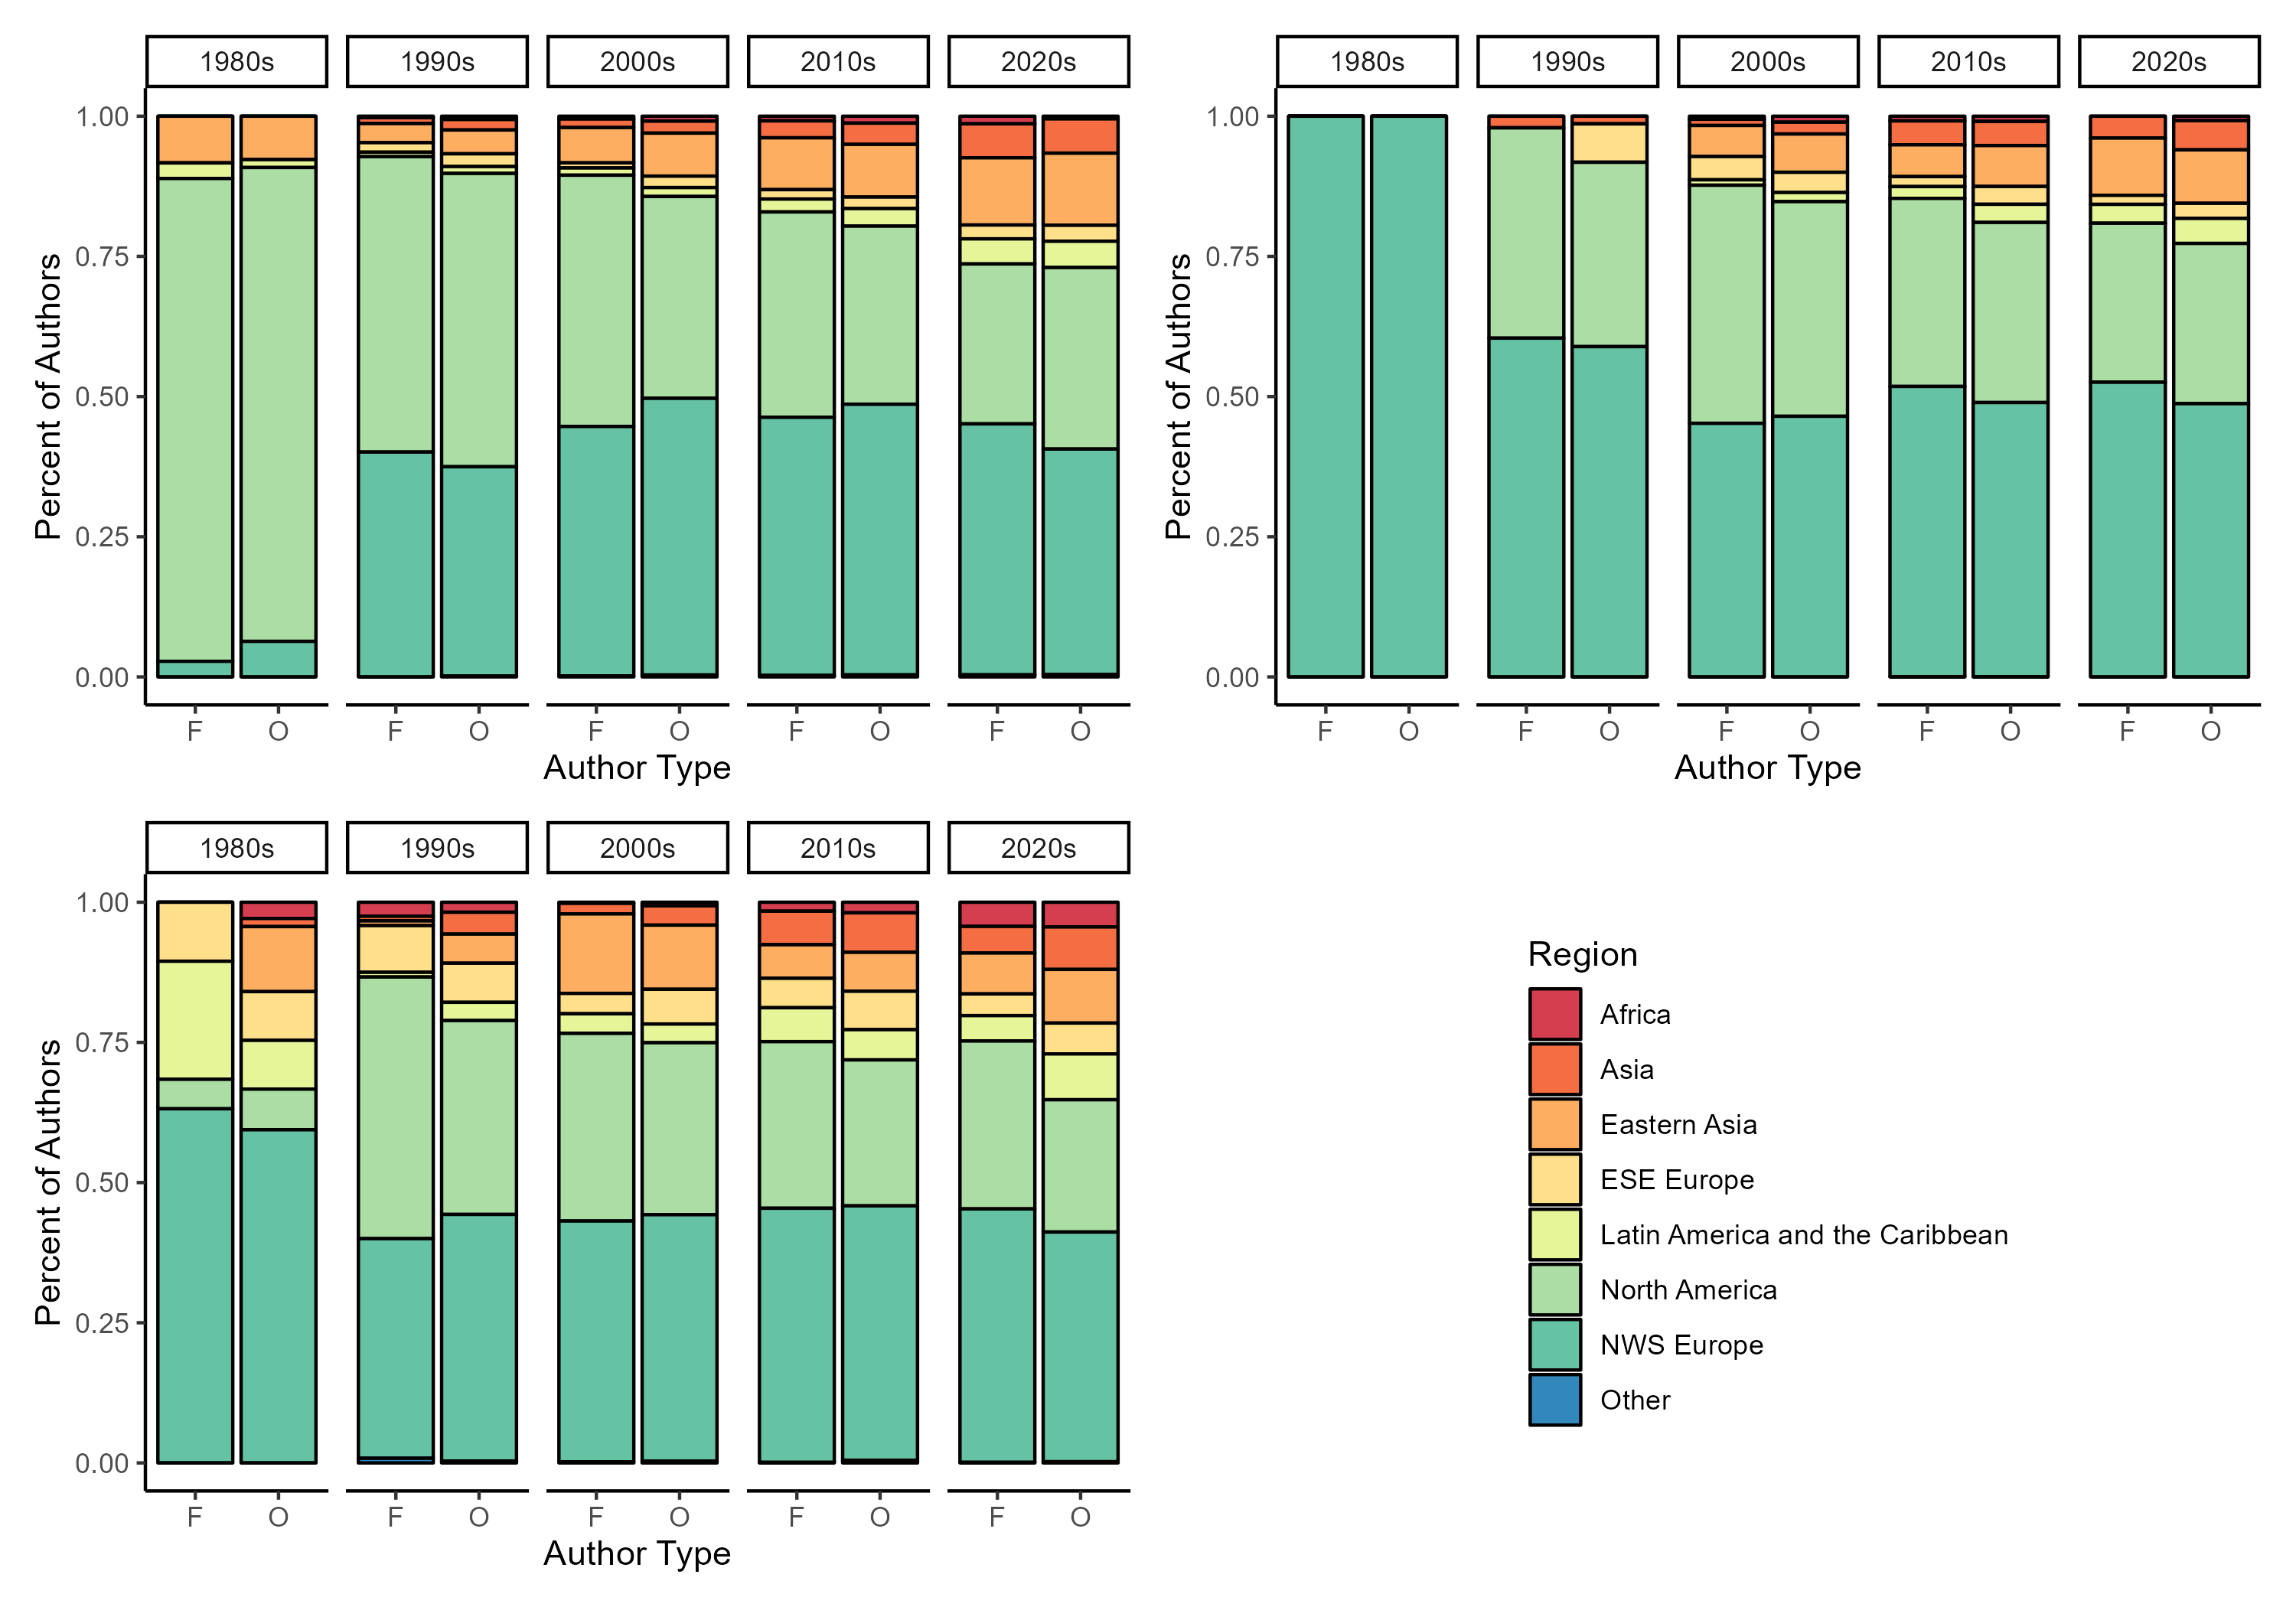 1980s 1990s 2000s 2010s 2020s
1.00
0.75
0.50
0.25
0.00
Percent of Authors
F O F O F O F O F O
Author Type
1980s 1990s 2000s 2010s 2020s
1.00
0.75
0.50
0.25
0.00
Percent of Authors
F O F O F O F O F O
Author Type
1980s 1990s 2000s 2010s 2020s
1.00
0.75
0.50
0.25
0.00
Percent of Authors
F O F O F O F O F O
Author Type
Region
Africa
Asia
Eastern Asia
ESE Europe
Latin America and the Caribbean
North America
NWS Europe
Other